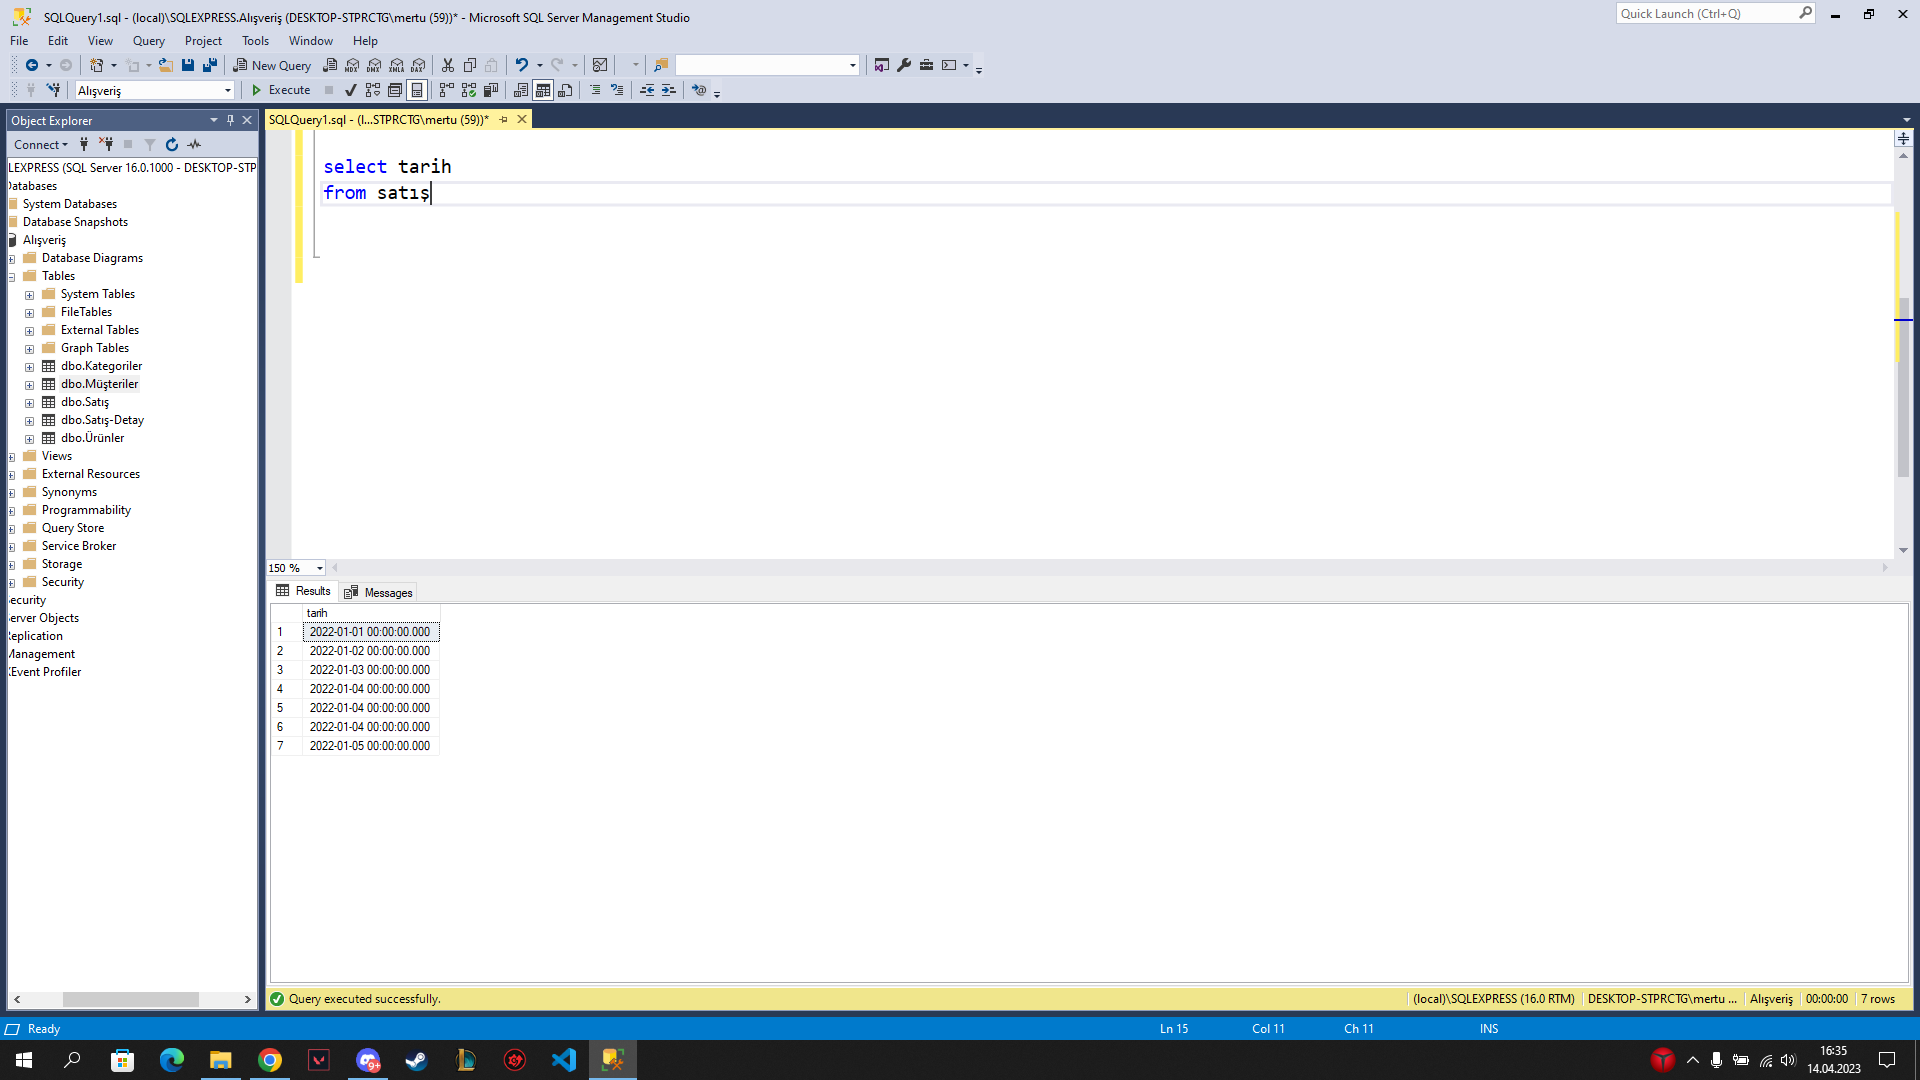 SQLQuery1.sql - (local)\SQLEXPRESS.Alışveriş (DESKTOP-STPRCTG\mertu (59))* - Microsoft SQL Server Management Studio
Quick Launch (Ctrl+Q)
File Edit View Query Project Tools Window Help
New Query
MDX DMX XMLA DAX
Alışveriş
Execute
Object Explorer
SQLQuery1.sql - (l...STPRCTG\mertu (59))*
Connect
LEXPRESS (SQL Server 16.0.1000 - DESKTOP-STP
Databases
System Databases
Database Snapshots
Alışveriş
Database Diagrams
Tables
System Tables
FileTables
External Tables
Graph Tables
dbo.Kategoriler
dbo.Müşteriler
dbo.Satış
dbo.Satış-Detay
dbo.Ürünler
Views
External Resources
Synonyms
Programmability
Query Store
Service Broker
Storage
Security
ecurity
erver Objects
Replication
Management
XEvent Profiler
select tarih
from satış
150 %
Results Messages
tarih
1 2022-01-01 00:00:00.000
2 2022-01-02 00:00:00.000
3 2022-01-03 00:00:00.000
4 2022-01-04 00:00:00.000
5 2022-01-04 00:00:00.000
6 2022-01-04 00:00:00.000
7 2022-01-05 00:00:00.000
Query executed successfully.
(local)\SQLEXPRESS (16.0 RTM) DESKTOP-STPRCTG\mertu ... Alışveriş 00:00:00 7 rows
Ready
Ln 15 Col 11 Ch 11 INS
9+
16:35
14.04.2023